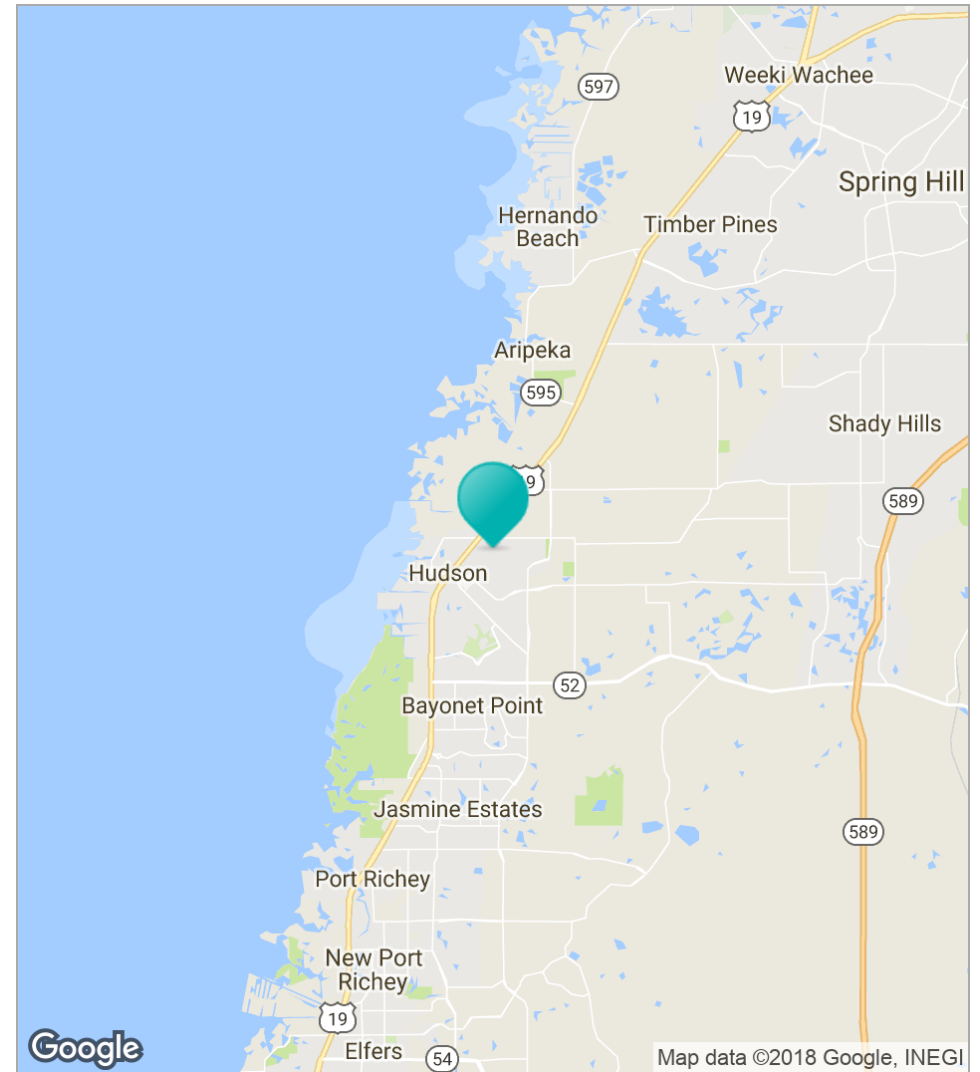 597
Weeki Wachee
19
Spring Hill
Hernando
Beach
Timber Pines
Aripeka
595
Shady Hills
9
589
Hudson
52
Bayonet Point
Jasmine Estates
589
Port Richey
New Port
Richey
19
Elfers
54
Google
Map data ©2018 Google, INEGI